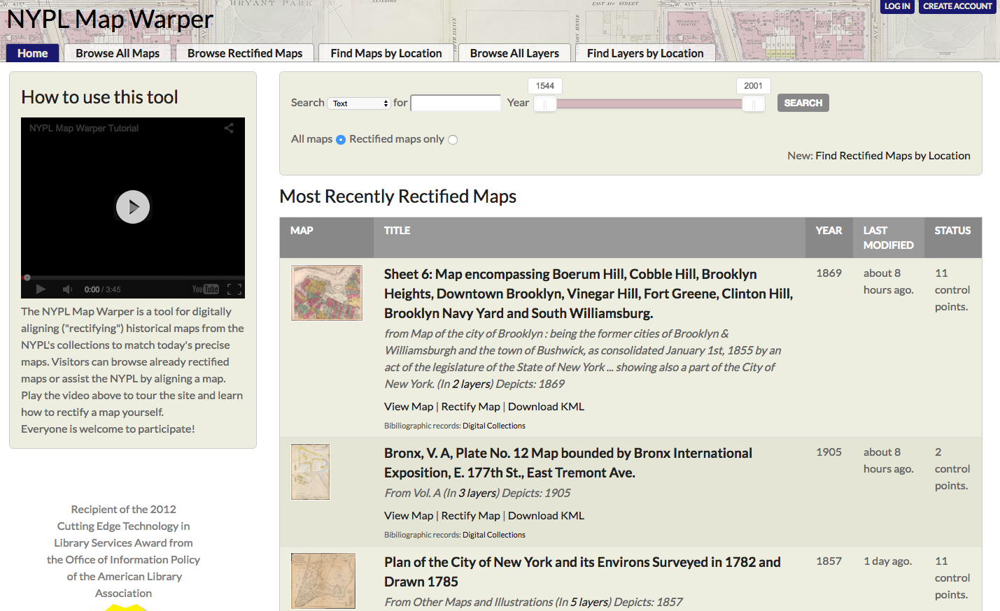 W. 41ST
BRYANT PARK
RESERVOIR
EAST 41ST STREET
LOG IN
CREATE ACCOUNT
NYPL Map Warper
BROADWAY THEATRE
993
Home
Browse All Maps
Browse Rectified Maps
Find Maps by Location
Browse All Layers
Find Layers by Location
How to use this tool
NYPL Map Warper Tutorial
0:00 / 3:45
YouTube
The NYPL Map Warper is a tool for digitally
aligning ("rectifying") historical maps from the
NYPL's collections to match today's precise
maps. Visitors can browse already rectified
maps or assist the NYPL by aligning a map.
Play the video above to tour the site and learn
how to rectify a map yourself.
Everyone is welcome to participate!
Recipient of the 2012
Cutting Edge Technology in
Library Services Award from
the Office of Information Policy
of the American Library
Association
1544
2001
Search Text for Year SEARCH
All maps Rectified maps only
New: Find Rectified Maps by Location
Most Recently Rectified Maps
MAP TITLE YEAR LAST MODIFIED STATUS
Sheet 6: Map encompassing Boerum Hill, Cobble Hill, Brooklyn
Heights, Downtown Brooklyn, Vinegar Hill, Fort Greene, Clinton Hill,
Brooklyn Navy Yard and South Williamsburg.
from Map of the city of Brooklyn : being the former cities of Brooklyn &
Williamsburgh and the town of Bushwick, as consolidated January 1st, 1855 by an
act of the legislature of the State of New York ... showing also a part of the City of
New York. (In 2 layers) Depicts: 1869
View Map | Rectify Map | Download KML
Bibiliographic records: Digital Collections
1869
about 8
hours ago.
11
control
points.
Bronx, V. A, Plate No. 12 Map bounded by Bronx International
Exposition, E. 177th St., East Tremont Ave.
From Vol. A (In 3 layers) Depicts: 1905
View Map | Rectify Map | Download KML
Bibiliographic records: Digital Collections
1905
about 8
hours ago.
2
control
points.
Plan of the City of New York and its Environs Surveyed in 1782 and
Drawn 1785
From Other Maps and Illustrations (In 5 layers) Depicts: 1857
1857
1 day ago.
11
control
points.